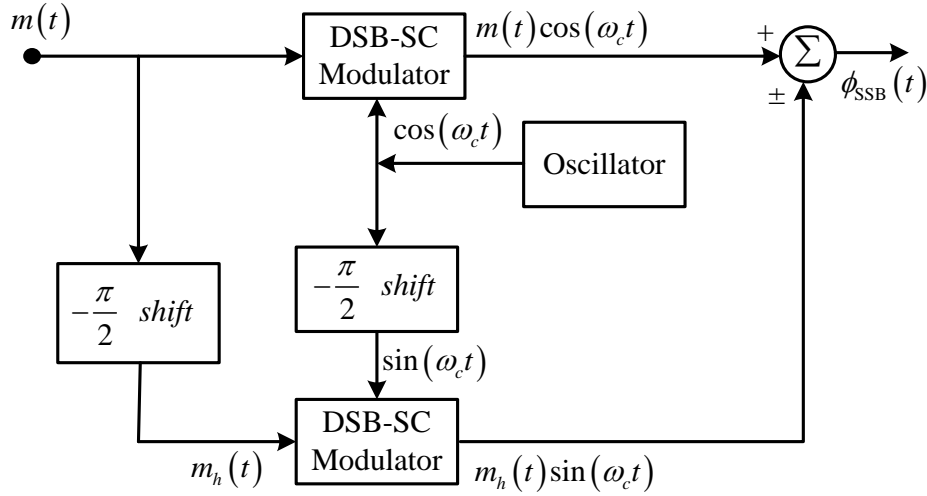 m(t)
DSB-SC
Modulator
m(t)cos(ω_c t)
+
Σ
±
ϕ_SSB(t)
cos(ω_c t)
Oscillator
-π/2 shift
-π/2 shift
sin(ω_c t)
DSB-SC
Modulator
m_h(t)
m_h(t)sin(ω_c t)